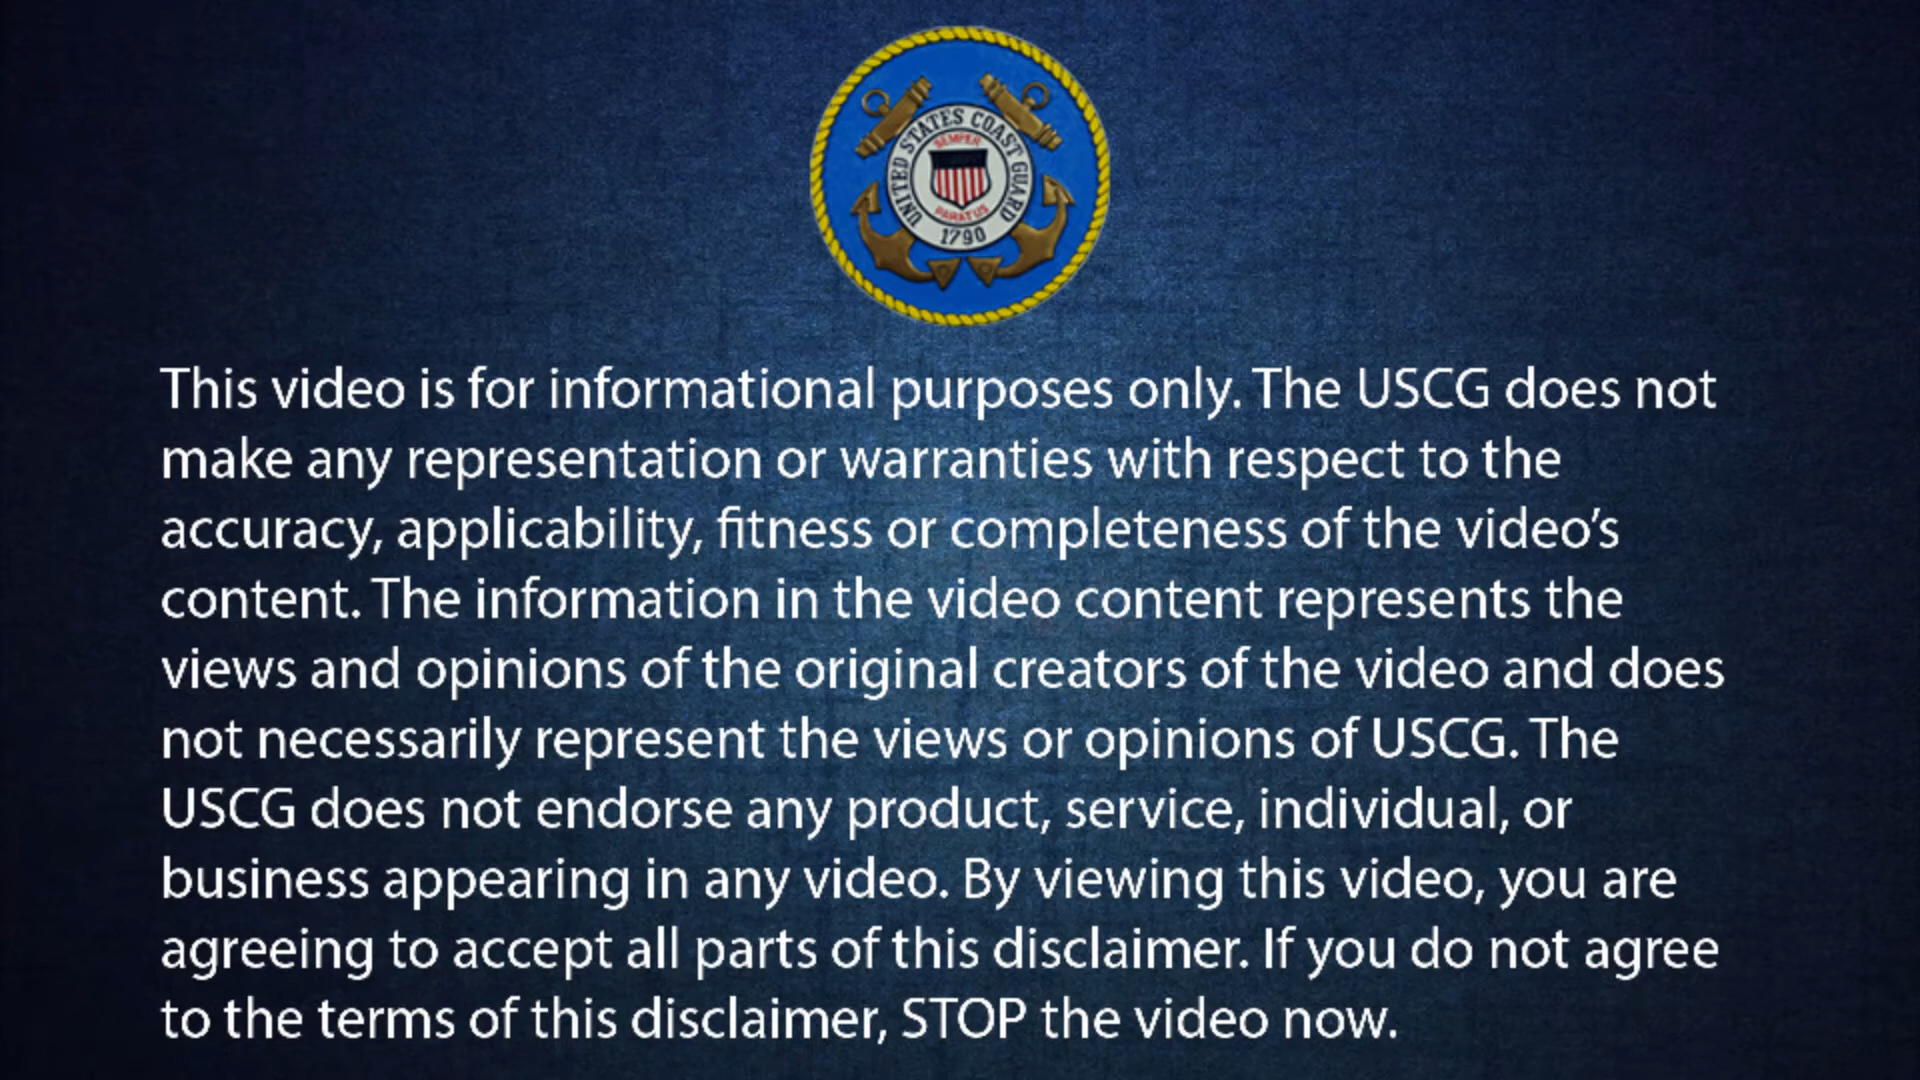 UNITED STATES COAST GUARD
SEMPER
PARATUS
1790
This video is for informational purposes only. The USCG does not
make any representation or warranties with respect to the
accuracy, applicability, fitness or completeness of the video’s
content. The information in the video content represents the
views and opinions of the original creators of the video and does
not necessarily represent the views or opinions of USCG. The
USCG does not endorse any product, service, individual, or
business appearing in any video. By viewing this video, you are
agreeing to accept all parts of this disclaimer. If you do not agree
to the terms of this disclaimer, STOP the video now.